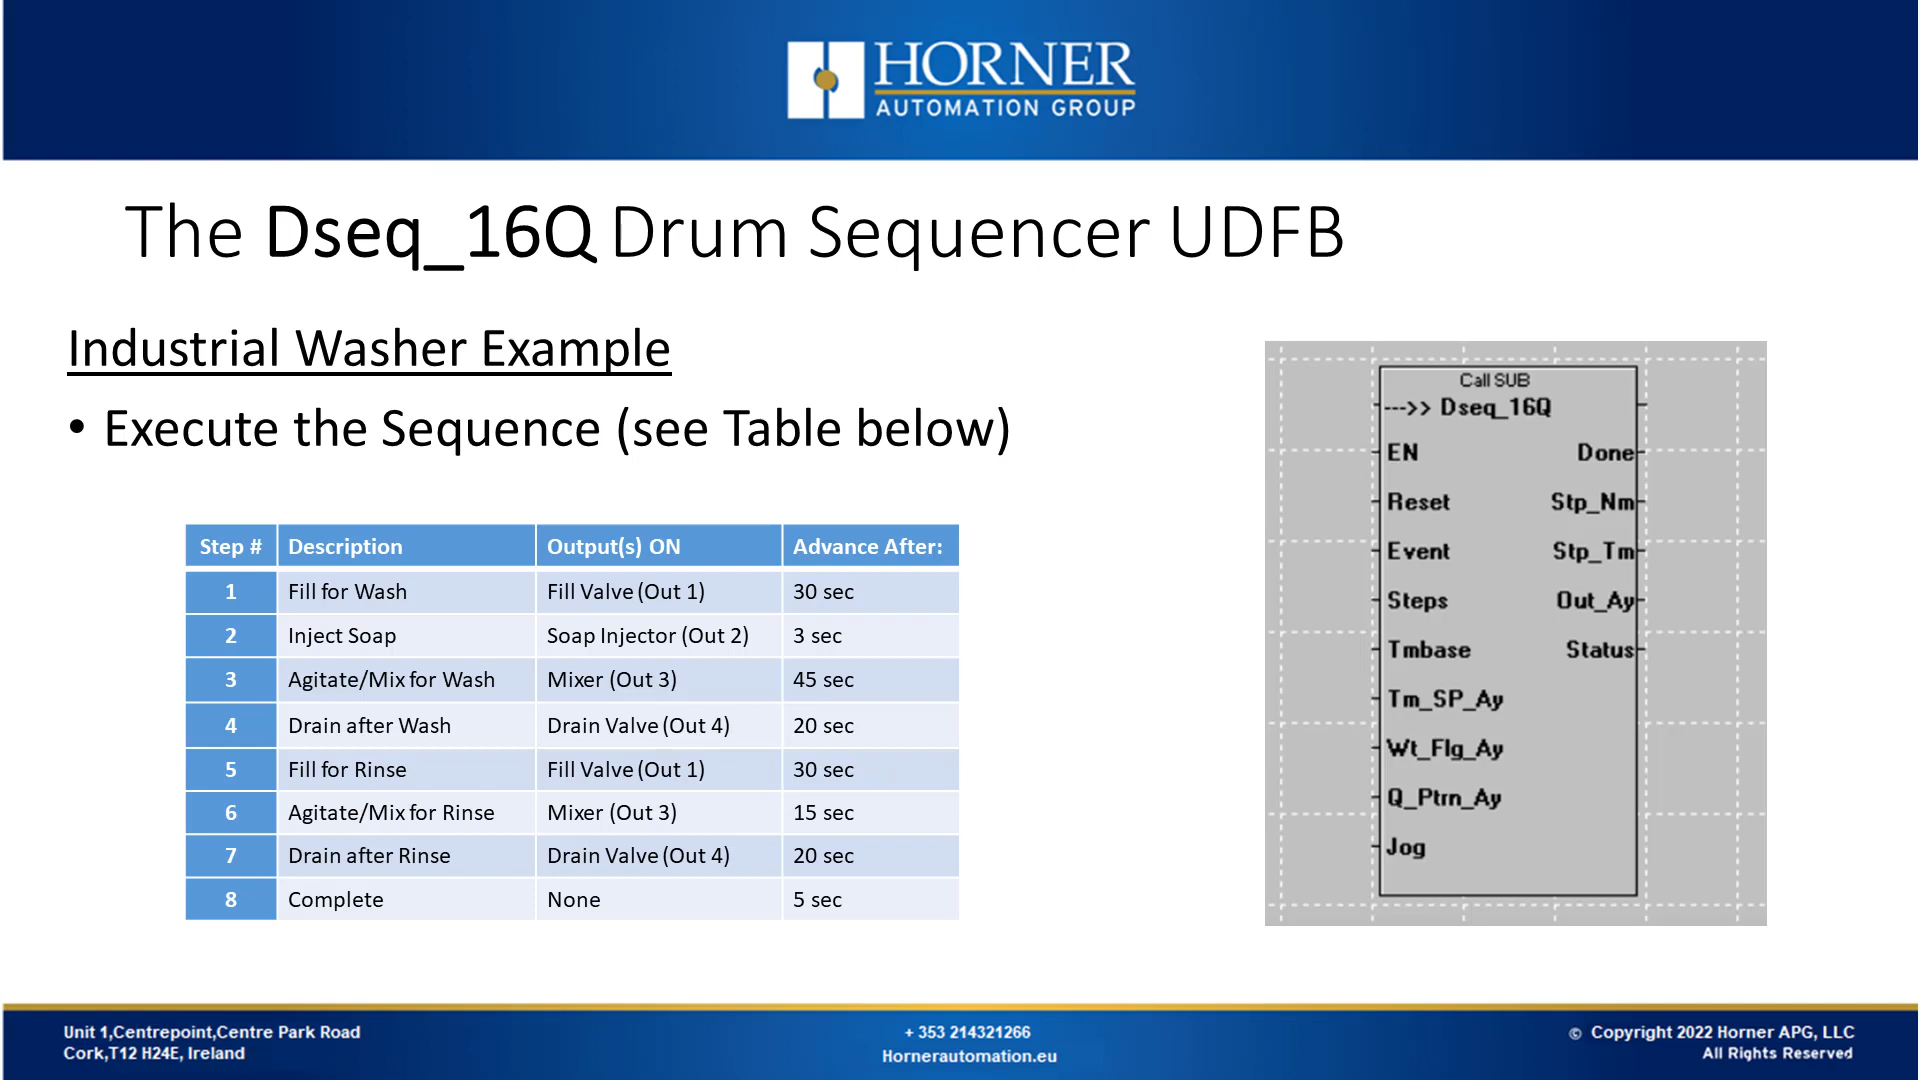 HORNER
AUTOMATION GROUP
The Dseq_16Q Drum Sequencer UDFB
Industrial Washer Example
• Execute the Sequence (see Table below)
Step # Description Output(s) ON Advance After:
1 Fill for Wash Fill Valve (Out 1) 30 sec
2 Inject Soap Soap Injector (Out 2) 3 sec
3 Agitate/Mix for Wash Mixer (Out 3) 45 sec
4 Drain after Wash Drain Valve (Out 4) 20 sec
5 Fill for Rinse Fill Valve (Out 1) 30 sec
6 Agitate/Mix for Rinse Mixer (Out 3) 15 sec
7 Drain after Rinse Drain Valve (Out 4) 20 sec
8 Complete None 5 sec
Call SUB
--->> Dseq_16Q
EN Done
Reset Stp_Nm
Event Stp_Tm
Steps Out_Ay
Tmbase Status
Tm_SP_Ay
Wt_Flg_Ay
Q_Ptrn_Ay
Jog
Unit 1,Centrepoint,Centre Park Road
Cork,T12 H24E, Ireland
+ 353 214321266
Hornerautomation.eu
© Copyright 2022 Horner APG, LLC
All Rights Reserved